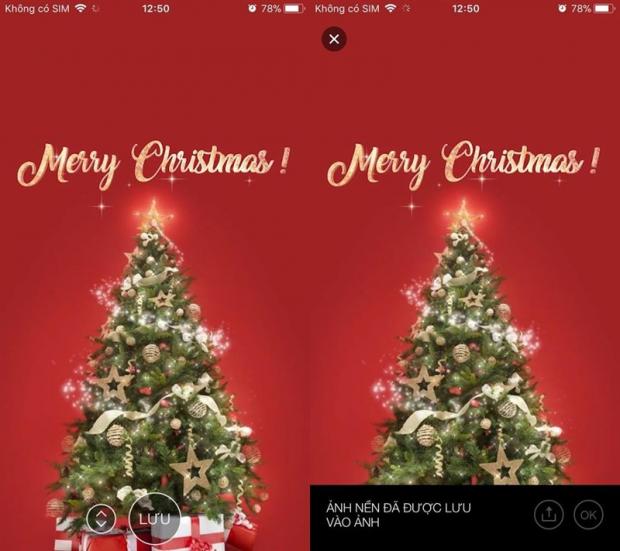 Không có SIM 12:50 78%
Merry Christmas !
LƯU
Không có SIM 12:50 78%
Merry Christmas !
ẢNH NỀN ĐÃ ĐƯỢC LƯU
VÀO ẢNH
OK